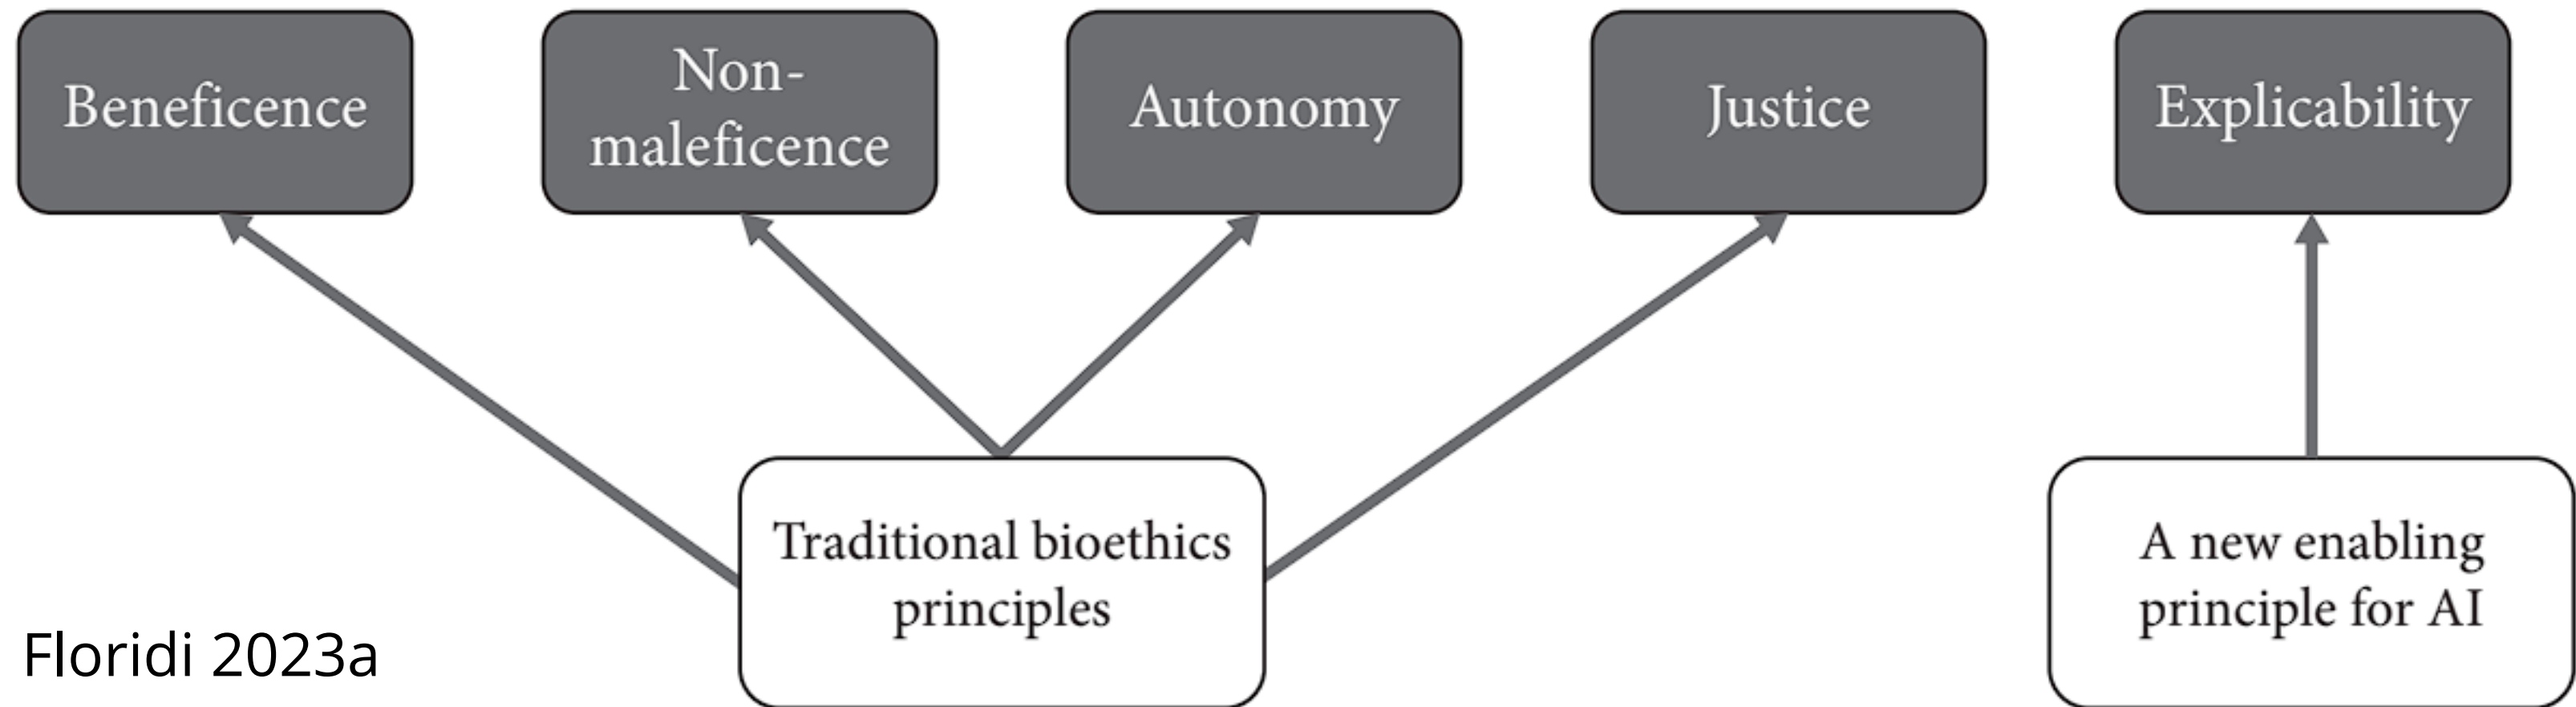 Beneficence
Non-
maleficence
Autonomy
Justice
Explicability
Traditional bioethics
principles
A new enabling
principle for AI
Floridi 2023a